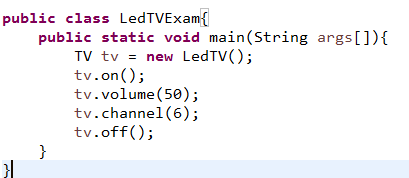 public class LedTVExam{
    public static void main(String args[]){
        TV tv = new LedTV();
        tv.on();
        tv.volume(50);
        tv.channel(6);
        tv.off();
    }
}